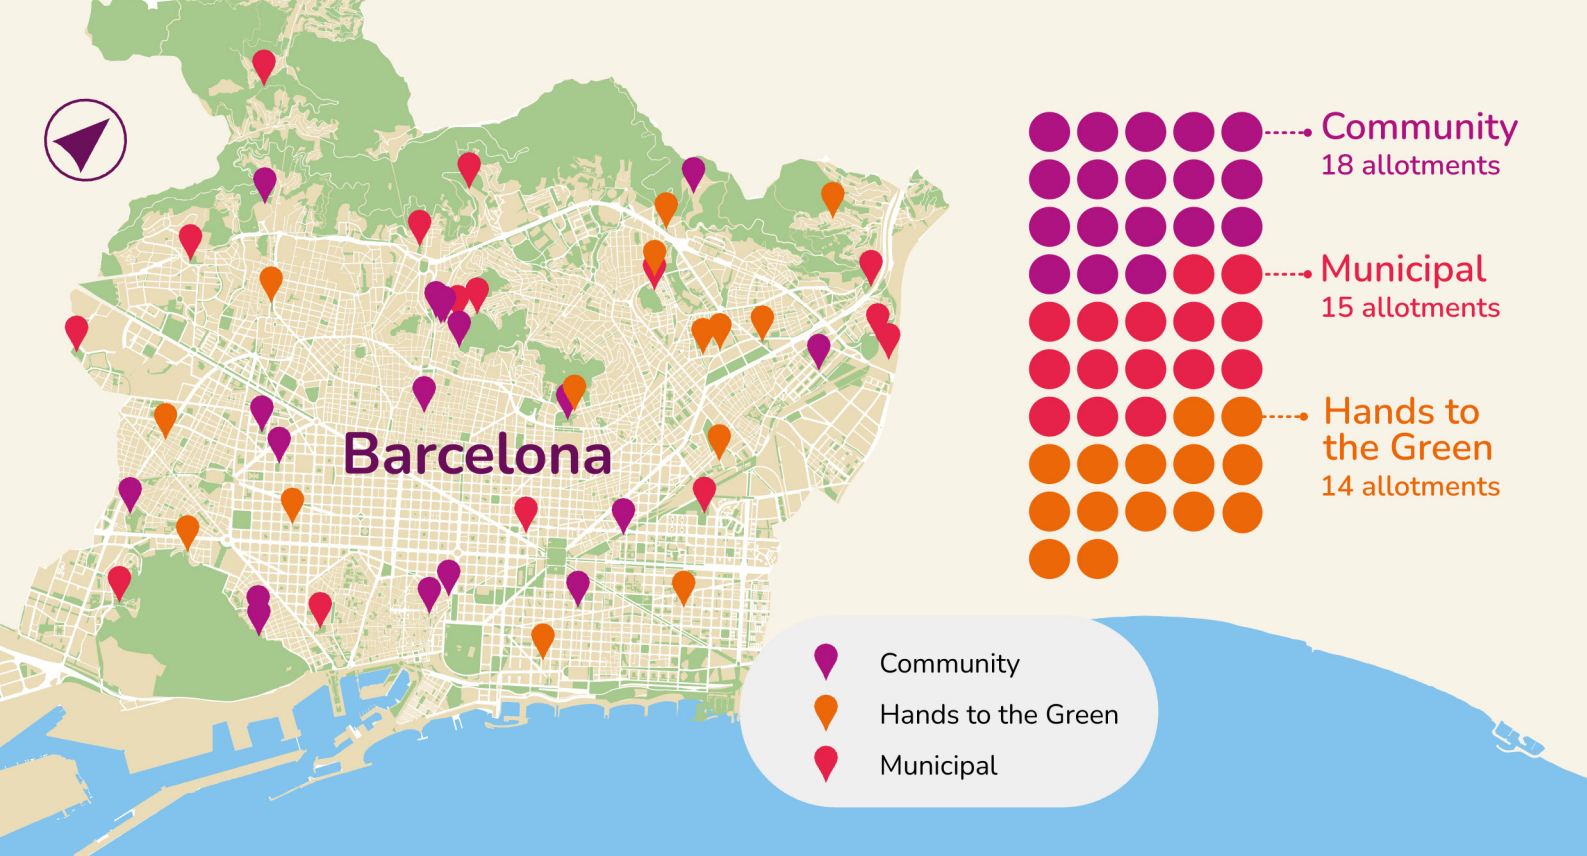 Barcelona
Community
18 allotments
Municipal
15 allotments
Hands to
the Green
14 allotments
Community
Hands to the Green
Municipal